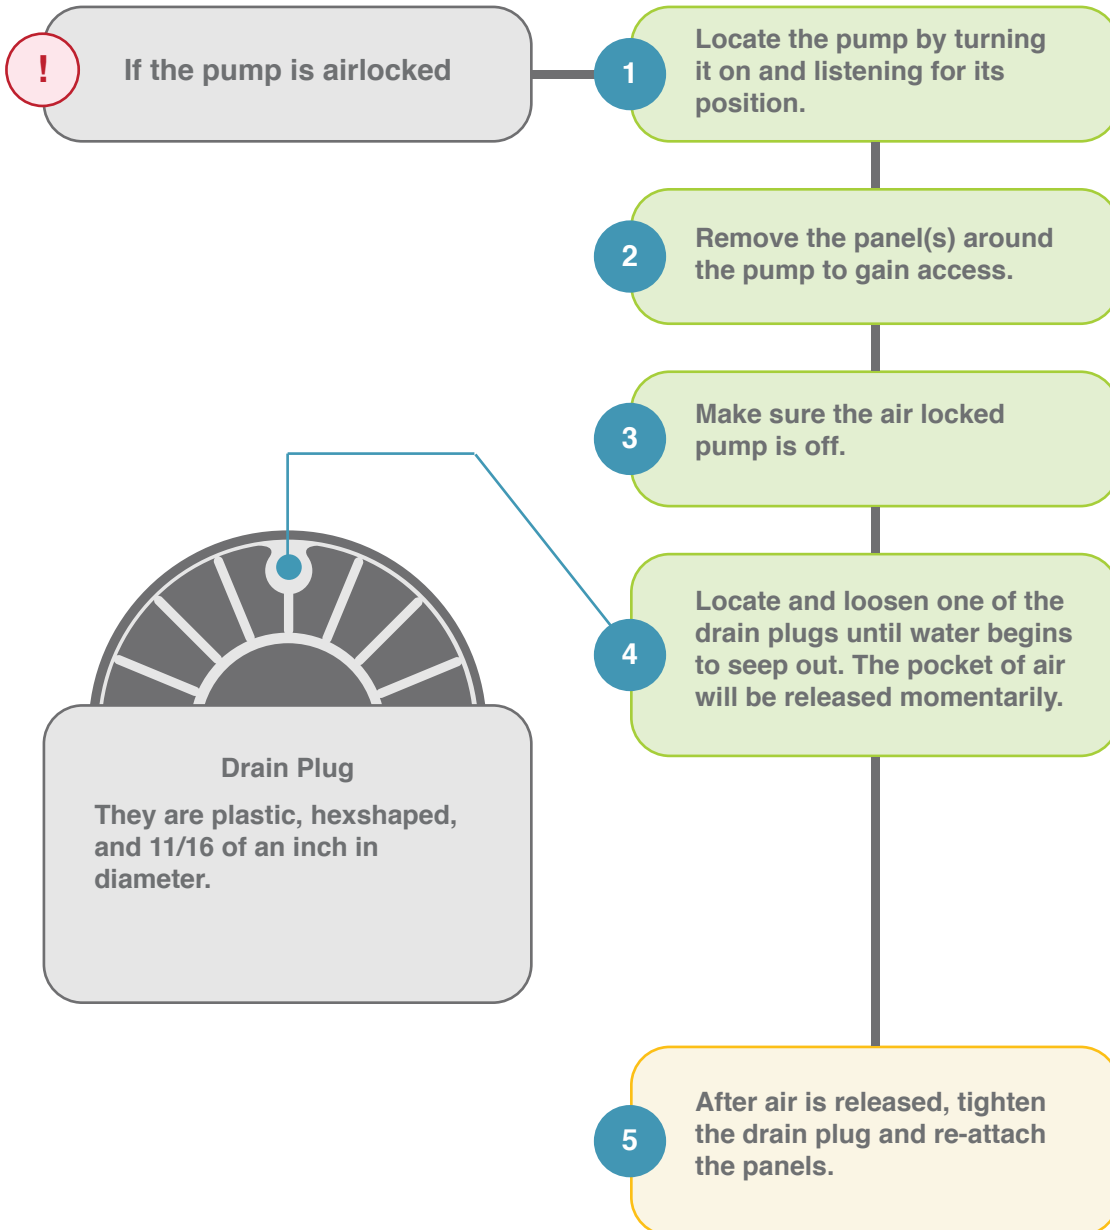 !
If the pump is airlocked
1
Locate the pump by turning
it on and listening for its
position.
2
Remove the panel(s) around
the pump to gain access.
3
Make sure the air locked
pump is off.
4
Locate and loosen one of the
drain plugs until water begins
to seep out. The pocket of air
will be released momentarily.
Drain Plug
They are plastic, hexshaped,
and 11/16 of an inch in
diameter.
5
After air is released, tighten
the drain plug and re-attach
the panels.